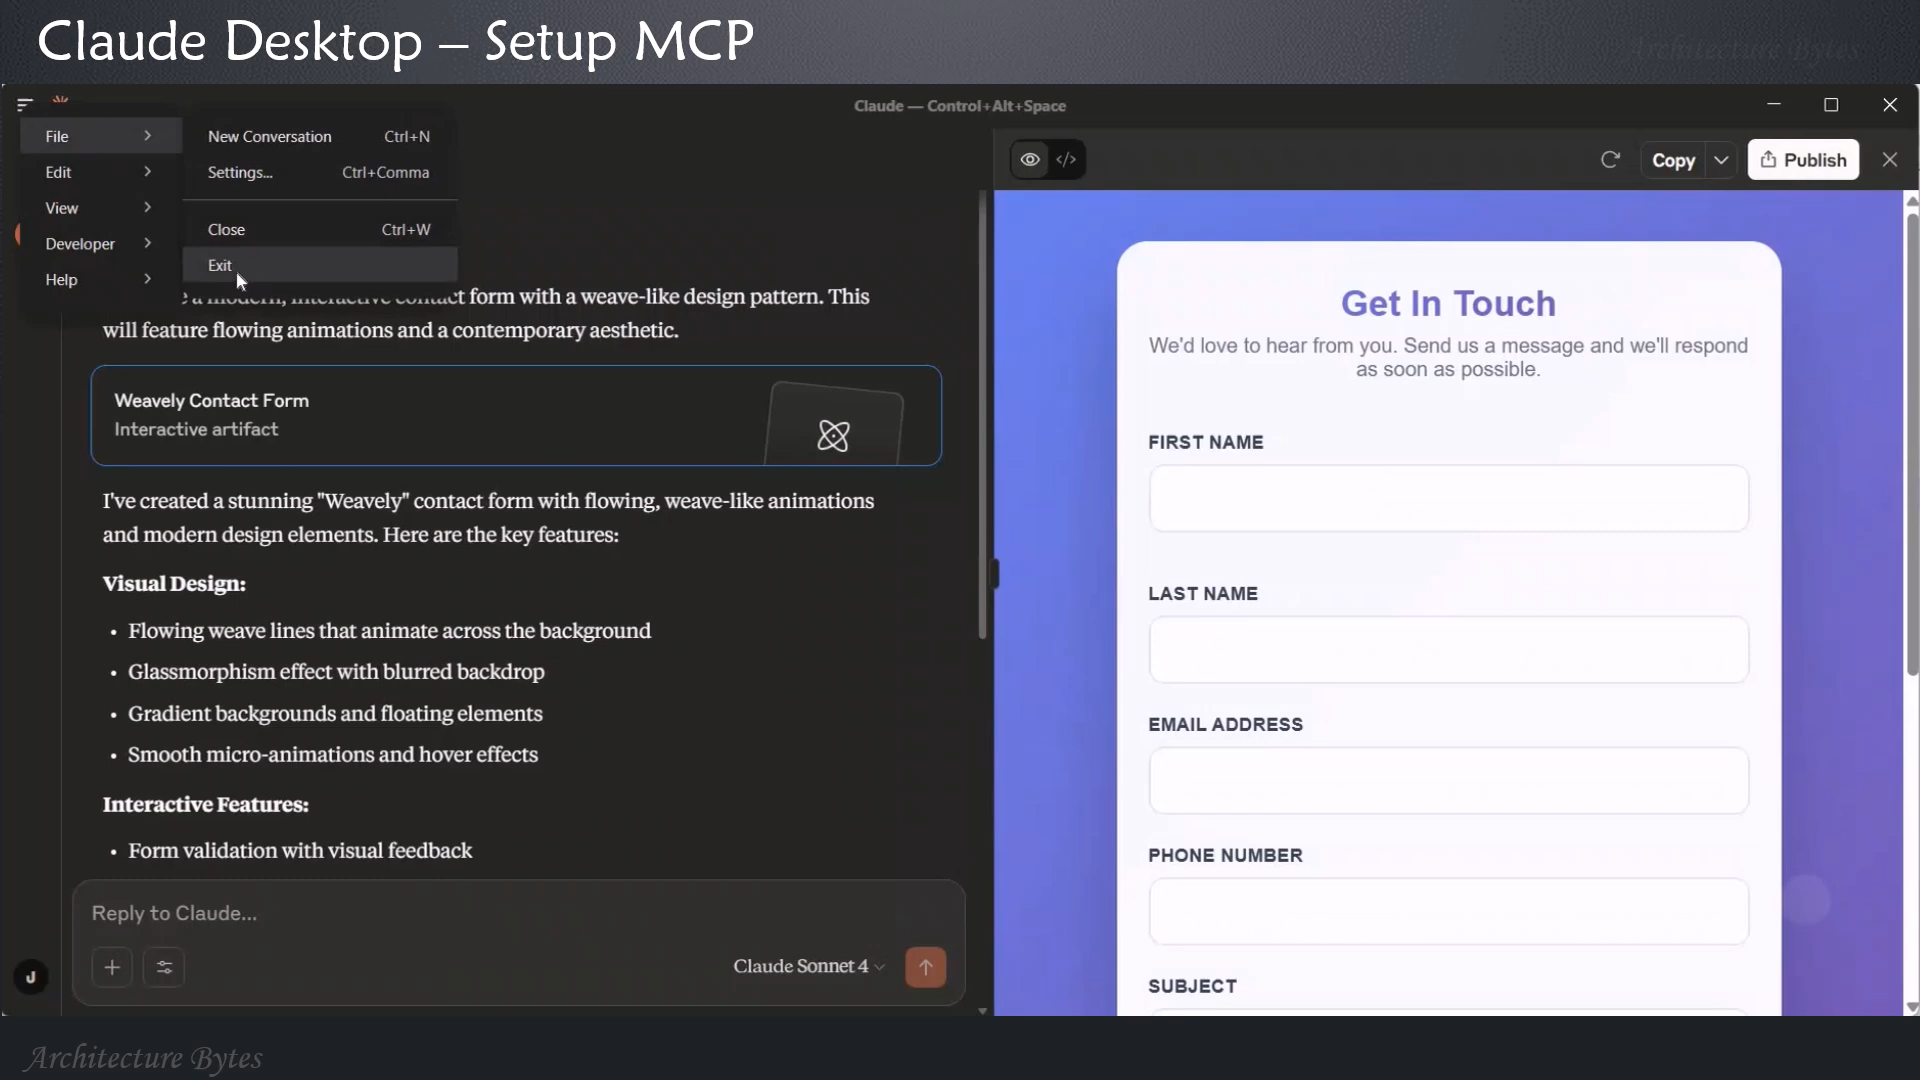 Claude Desktop – Setup MCP
Architecture Bytes
Claude — Control+Alt+Space
File
Edit
View
Developer
Help
New Conversation Ctrl+N
Settings... Ctrl+Comma
Close Ctrl+W
Exit
a modern, interactive contact form with a weave-like design pattern. This
will feature flowing animations and a contemporary aesthetic.
Weavely Contact Form
Interactive artifact
I've created a stunning "Weavely" contact form with flowing, weave-like animations
and modern design elements. Here are the key features:
Visual Design:
• Flowing weave lines that animate across the background
• Glassmorphism effect with blurred backdrop
• Gradient backgrounds and floating elements
• Smooth micro-animations and hover effects
Interactive Features:
• Form validation with visual feedback
Reply to Claude...
Claude Sonnet 4
J
Copy
Publish
Get In Touch
We'd love to hear from you. Send us a message and we'll respond
as soon as possible.
FIRST NAME
LAST NAME
EMAIL ADDRESS
PHONE NUMBER
SUBJECT
Architecture Bytes